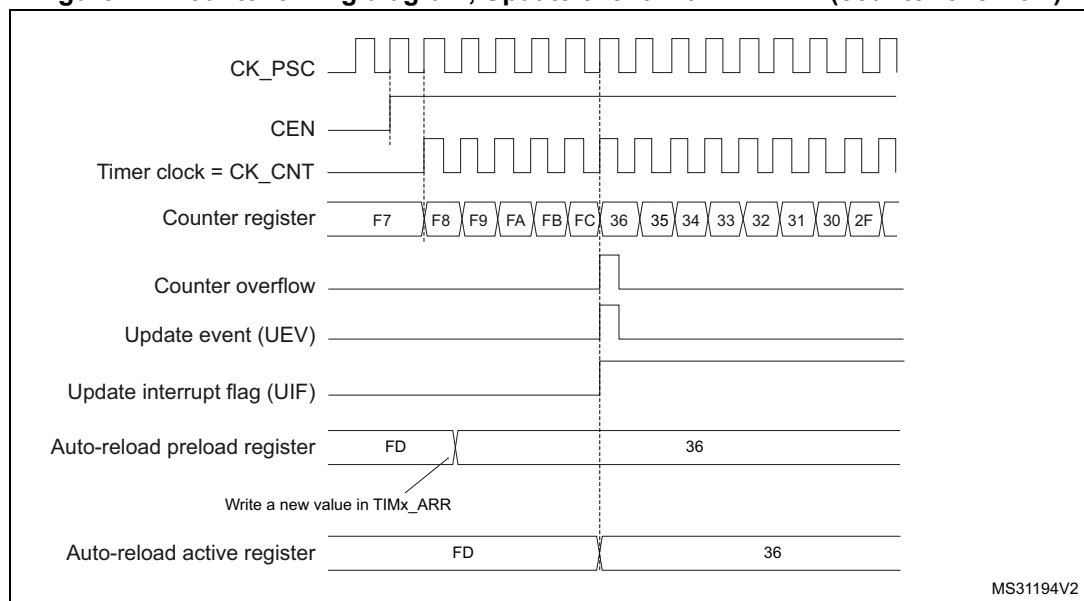 CK_PSC
CEN
Timer clock = CK_CNT
Counter register F7 F8 F9 FA FB FC 36 35 34 33 32 31 30 2F
Counter overflow
Update event (UEV)
Update interrupt flag (UIF)
Auto-reload preload register FD 36
Write a new value in TIMx_ARR
Auto-reload active register FD 36
MS31194V2